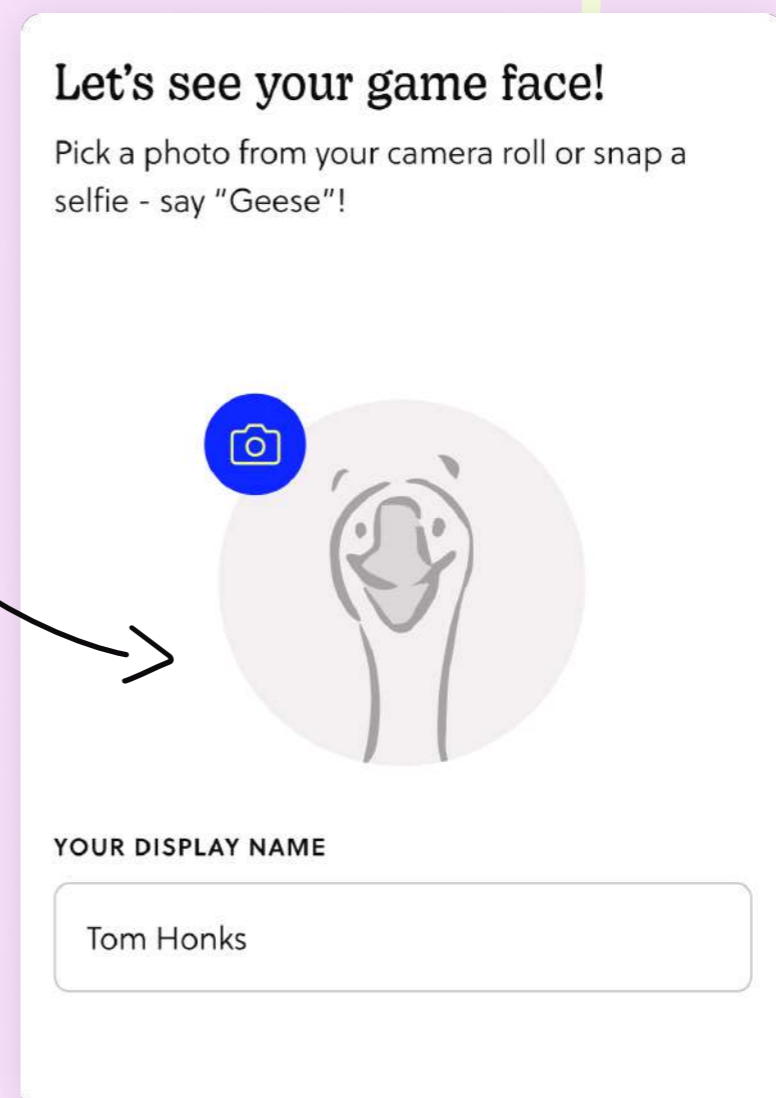 Let’s see your game face!
Pick a photo from your camera roll or snap a
selfie - say "Geese"!
YOUR DISPLAY NAME
Tom Honks